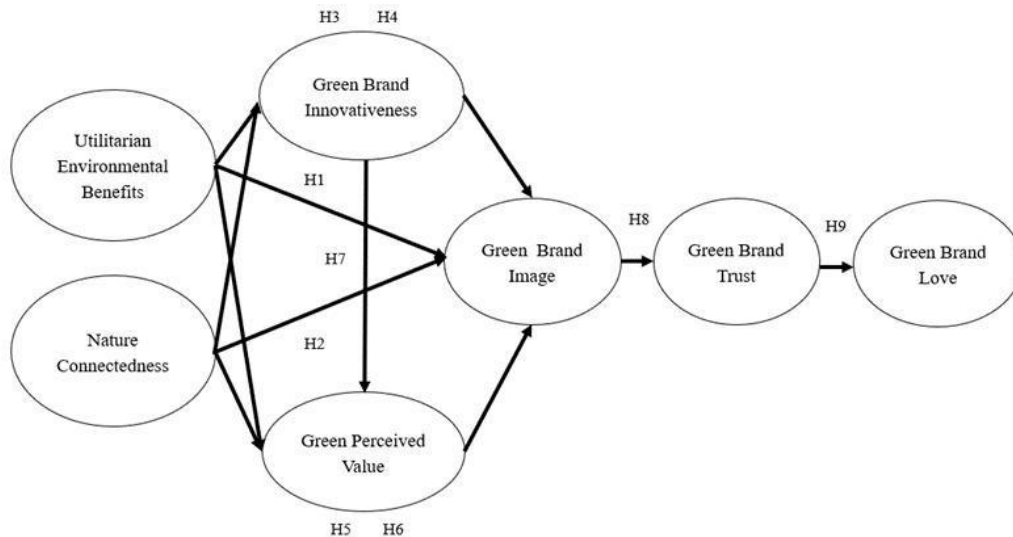 H3 H4
Green Brand
Innovativeness
Utilitarian
Environmental
Benefits
H1
H7
Green Brand
Image
H8
Green Brand
Trust
H9
Green Brand
Love
Nature
Connectedness
H2
Green Perceived
Value
H5 H6